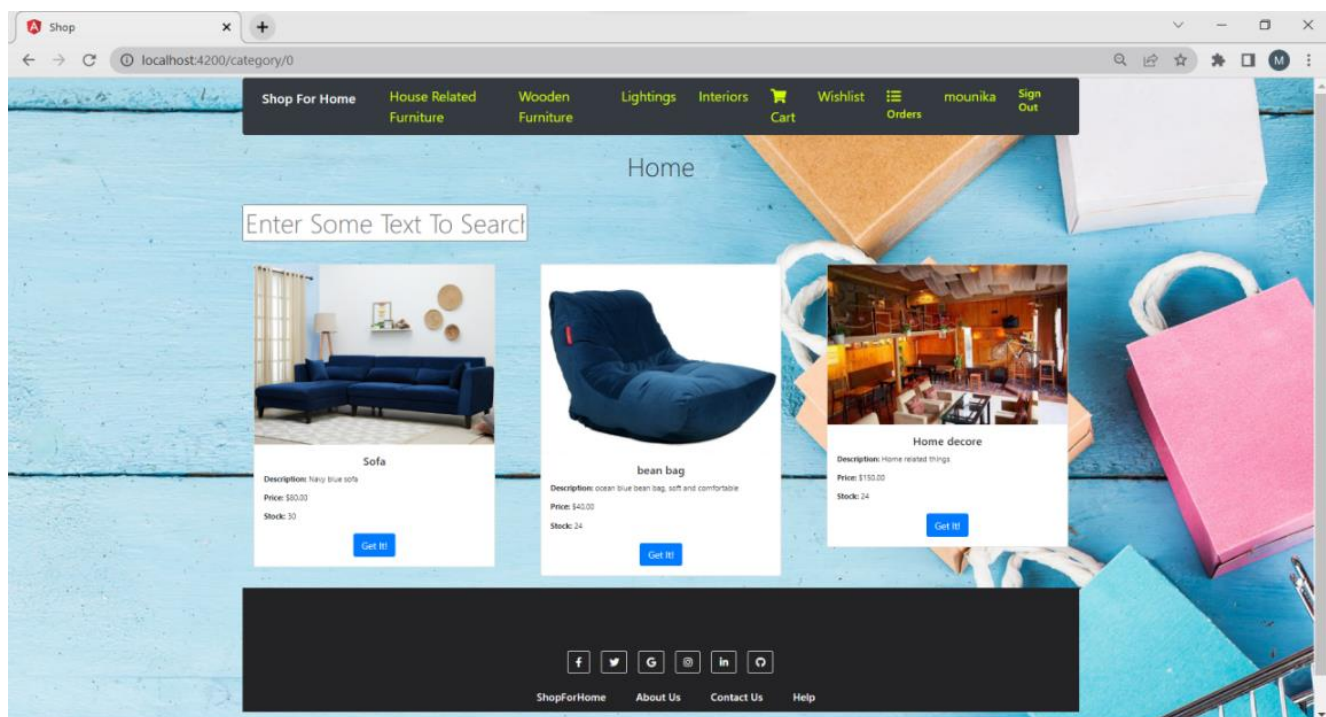 Shop
localhost:4200/category/0
M
Shop For Home
House Related
Furniture
Wooden
Furniture
Lightings
Interiors
Cart
Wishlist
Orders
mounika
Sign
Out
Home
Enter Some Text To Search
Sofa
Description: Navy blue sofa
Price: $80.00
Stock: 30
Get It!
bean bag
Description: ocean blue bean bag, soft and comfortable
Price: $40.00
Stock: 24
Get It!
Home decore
Description: Home related things
Price: $150.00
Stock: 24
Get It!
f G in
ShopForHome About Us Contact Us Help